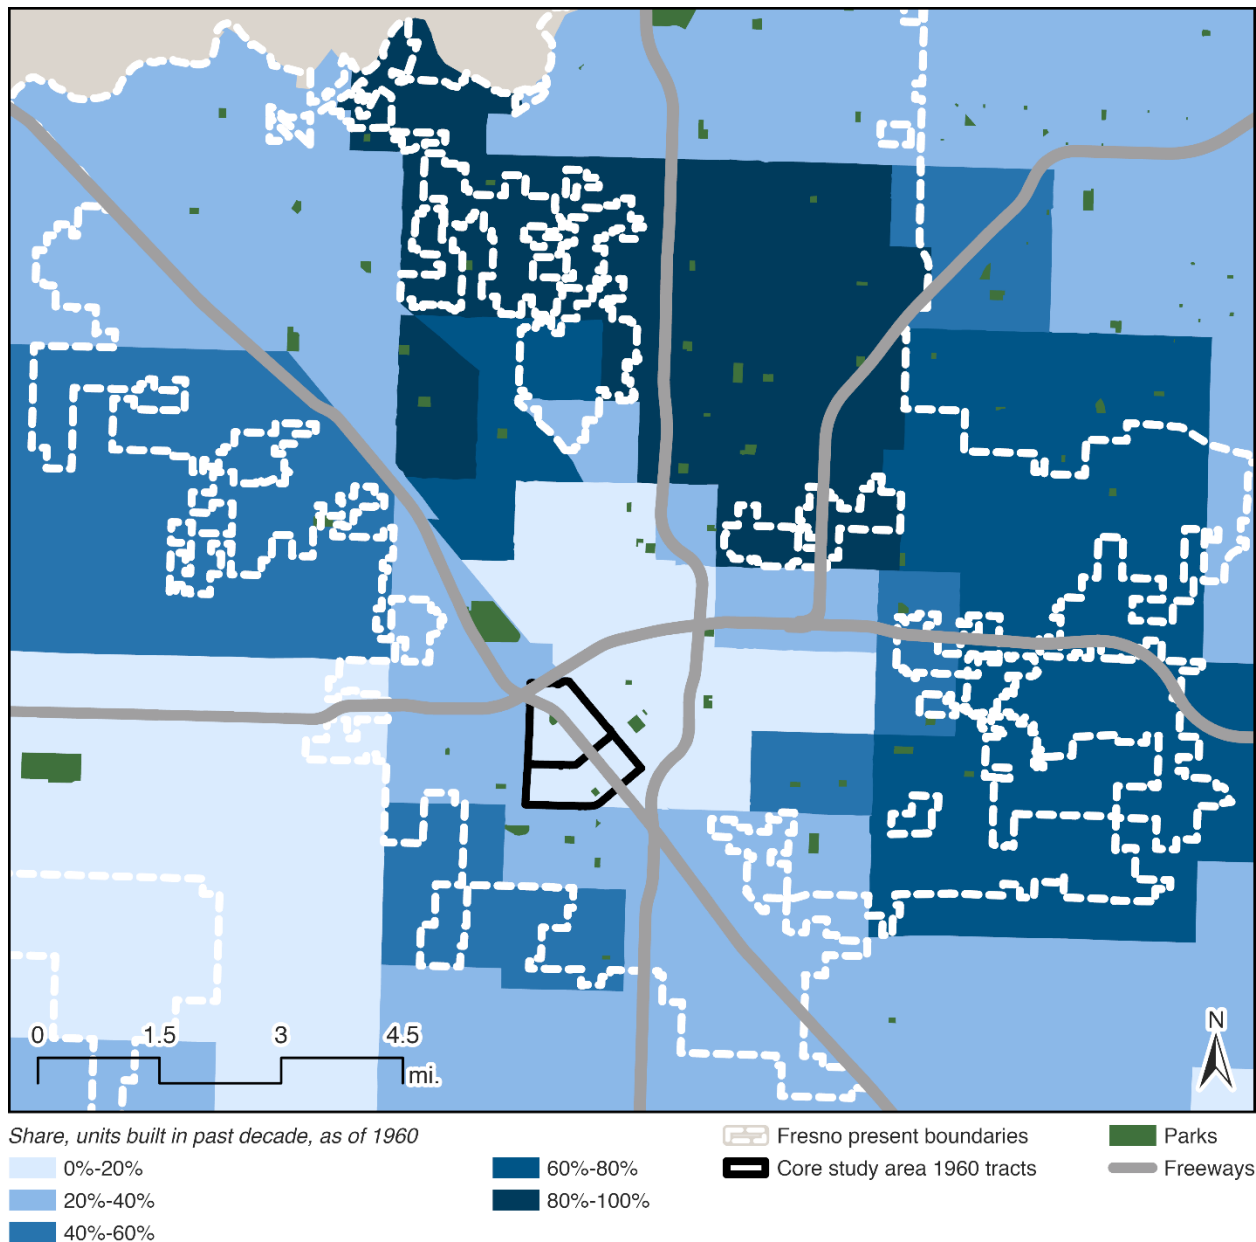 N
0 1.5 3 4.5
mi.
Share, units built in past decade, as of 1960
0%-20%
20%-40%
40%-60%
60%-80%
80%-100%
Fresno present boundaries
Core study area 1960 tracts
Parks
Freeways